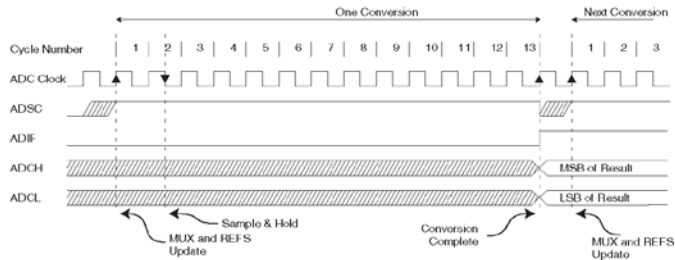 One Conversion Next Conversion
Cycle Number 1 2 3 4 5 6 7 8 9 10 11 12 13 1 2 3
ADC Clock
ADSC
ADIF
ADCH MSB of Result
ADCL LSB of Result
Sample & Hold
MUX and REFS
Update
Conversion
Complete
MUX and REFS
Update